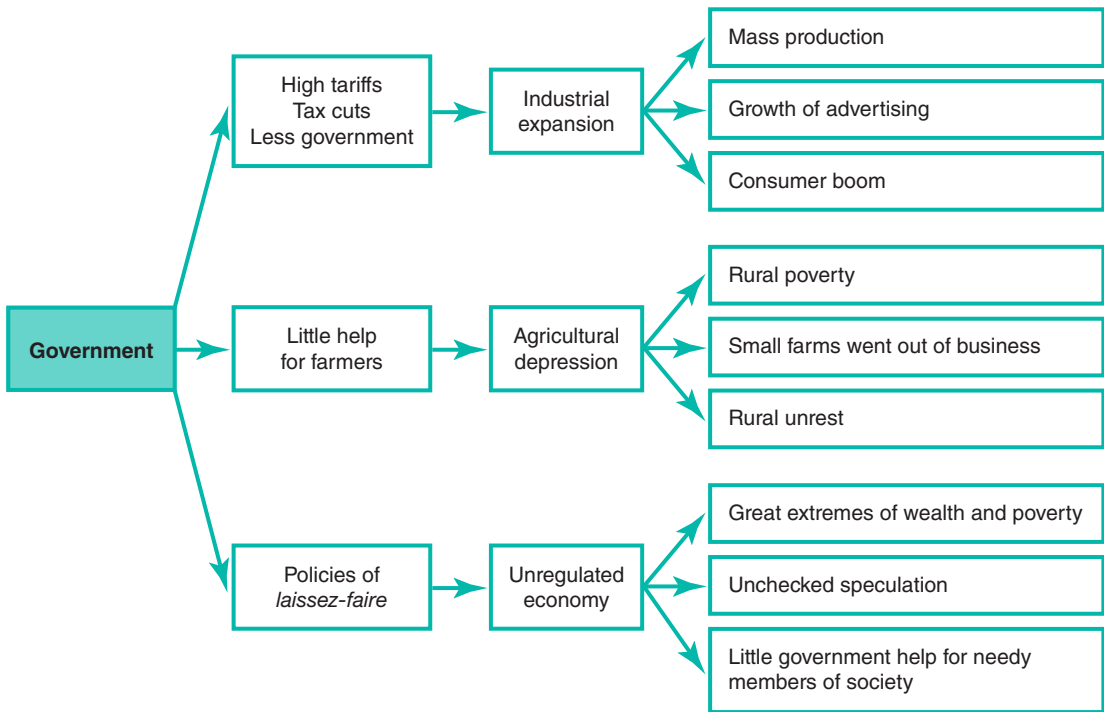 Government
High tariffs
Tax cuts
Less government
Industrial
expansion
Mass production
Growth of advertising
Consumer boom
Little help
for farmers
Agricultural
depression
Rural poverty
Small farms went out of business
Rural unrest
Policies of
laissez-faire
Unregulated
economy
Great extremes of wealth and poverty
Unchecked speculation
Little government help for needy
members of society